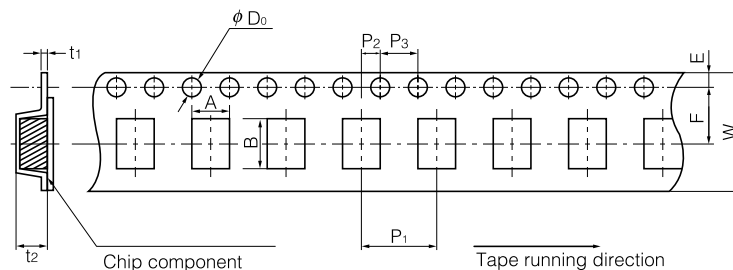 ϕ D₀
P₂ P₃
E
t₁
A
F
W
B
P₁
t₂
Chip component
Tape running direction